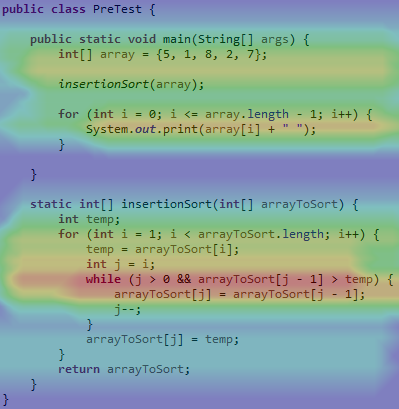 public class PreTest {
public static void main(String[] args) {
int[] array = {5, 1, 8, 2, 7};
insertionSort(array);
for (int i = 0; i <= array.length - 1; i++) {
System.out.print(array[i] + " ");
}
}
static int[] insertionSort(int[] arrayToSort) {
int temp;
for (int i = 1; i < arrayToSort.length; i++) {
temp = arrayToSort[i];
int j = i;
while (j > 0 && arrayToSort[j - 1] > temp) {
arrayToSort[j] = arrayToSort[j - 1];
j--;
}
arrayToSort[j] = temp;
}
return arrayToSort;
}
}